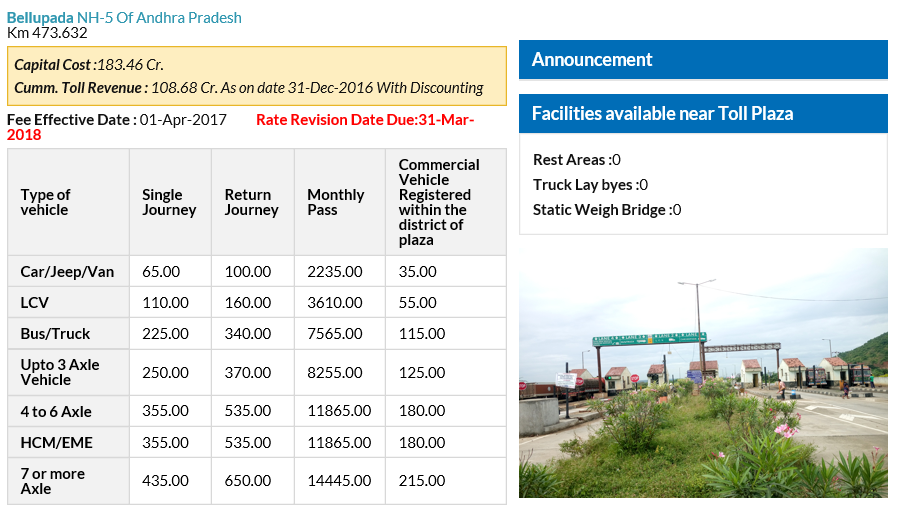 Bellupada NH-5 Of Andhra Pradesh
Km 473.632
Capital Cost :183.46 Cr.
Cumm. Toll Revenue : 108.68 Cr. As on date 31-Dec-2016 With Discounting
Fee Effective Date : 01-Apr-2017 Rate Revision Date Due:31-Mar-
2018
Type of
vehicle
Single
Journey
Return
Journey
Monthly
Pass
Commercial
Vehicle
Registered
within the
district of
plaza
Car/Jeep/Van 65.00 100.00 2235.00 35.00
LCV 110.00 160.00 3610.00 55.00
Bus/Truck 225.00 340.00 7565.00 115.00
Upto 3 Axle
Vehicle 250.00 370.00 8255.00 125.00
4 to 6 Axle 355.00 535.00 11865.00 180.00
HCM/EME 355.00 535.00 11865.00 180.00
7 or more
Axle 435.00 650.00 14445.00 215.00
Announcement
Facilities available near Toll Plaza
Rest Areas :0
Truck Lay byes :0
Static Weigh Bridge :0